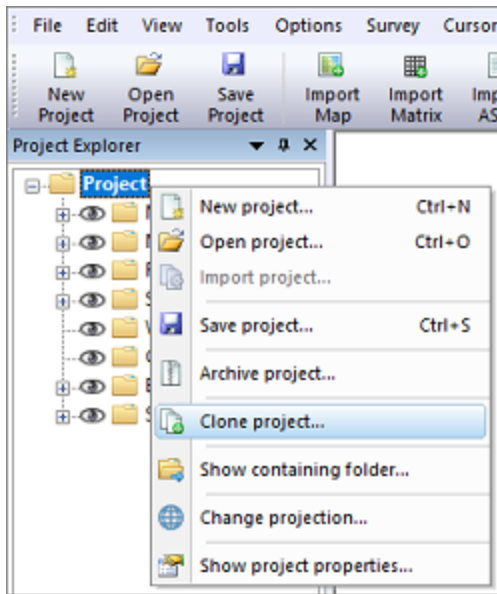 File Edit View Tools Options Survey Cursor
New Project
Open Project
Save Project
Import Map
Import Matrix
Project Explorer
Project
New project... Ctrl+N
Open project... Ctrl+O
Import project...
Save project... Ctrl+S
Archive project...
Clone project...
Show containing folder...
Change projection...
Show project properties...